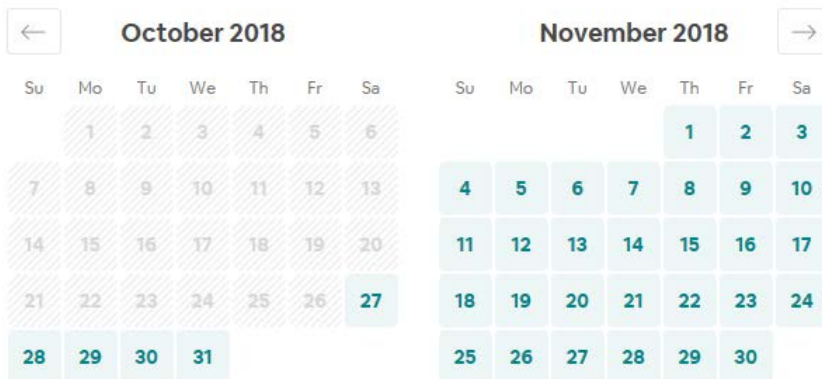 October 2018
Su Mo Tu We Th Fr Sa
1 2 3 4 5 6
7 8 9 10 11 12 13
14 15 16 17 18 19 20
21 22 23 24 25 26 27
28 29 30 31
November 2018
Su Mo Tu We Th Fr Sa
1 2 3
4 5 6 7 8 9 10
11 12 13 14 15 16 17
18 19 20 21 22 23 24
25 26 27 28 29 30